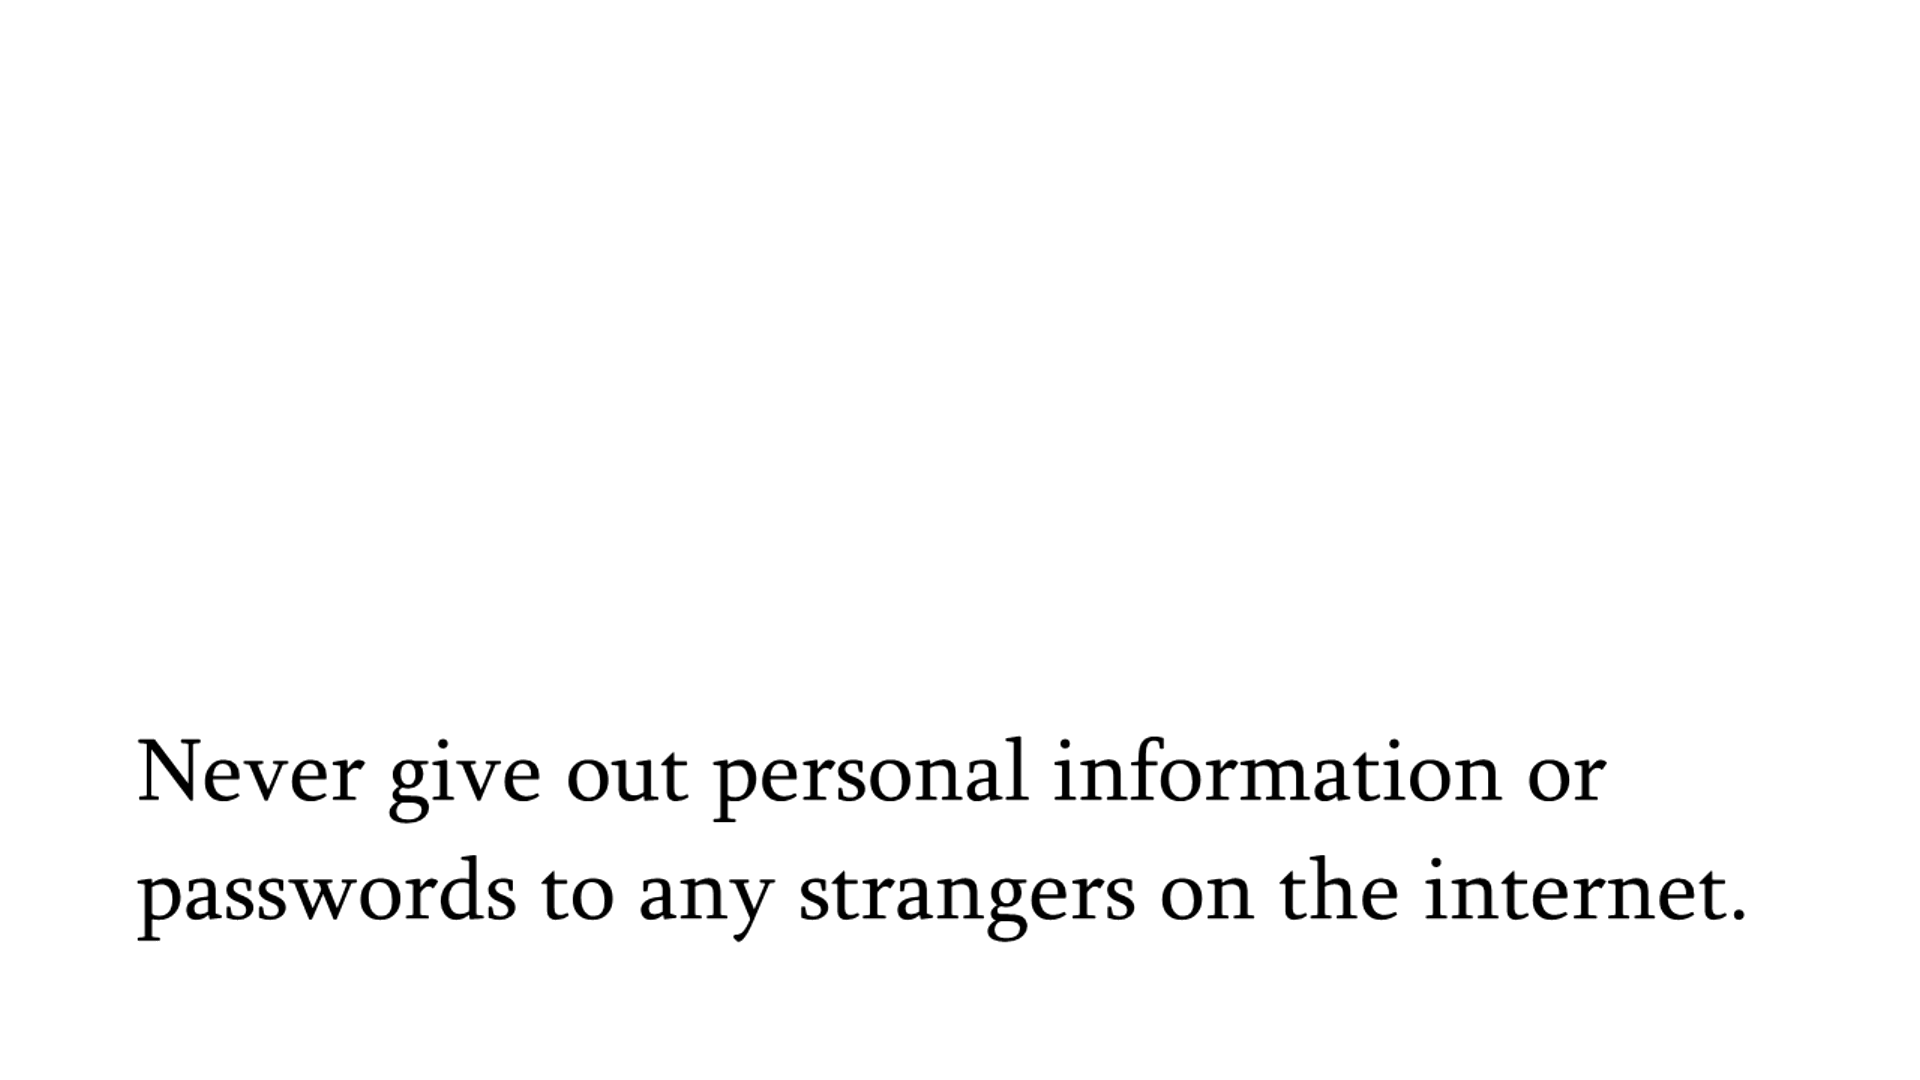 Never give out personal information or
passwords to any strangers on the internet.